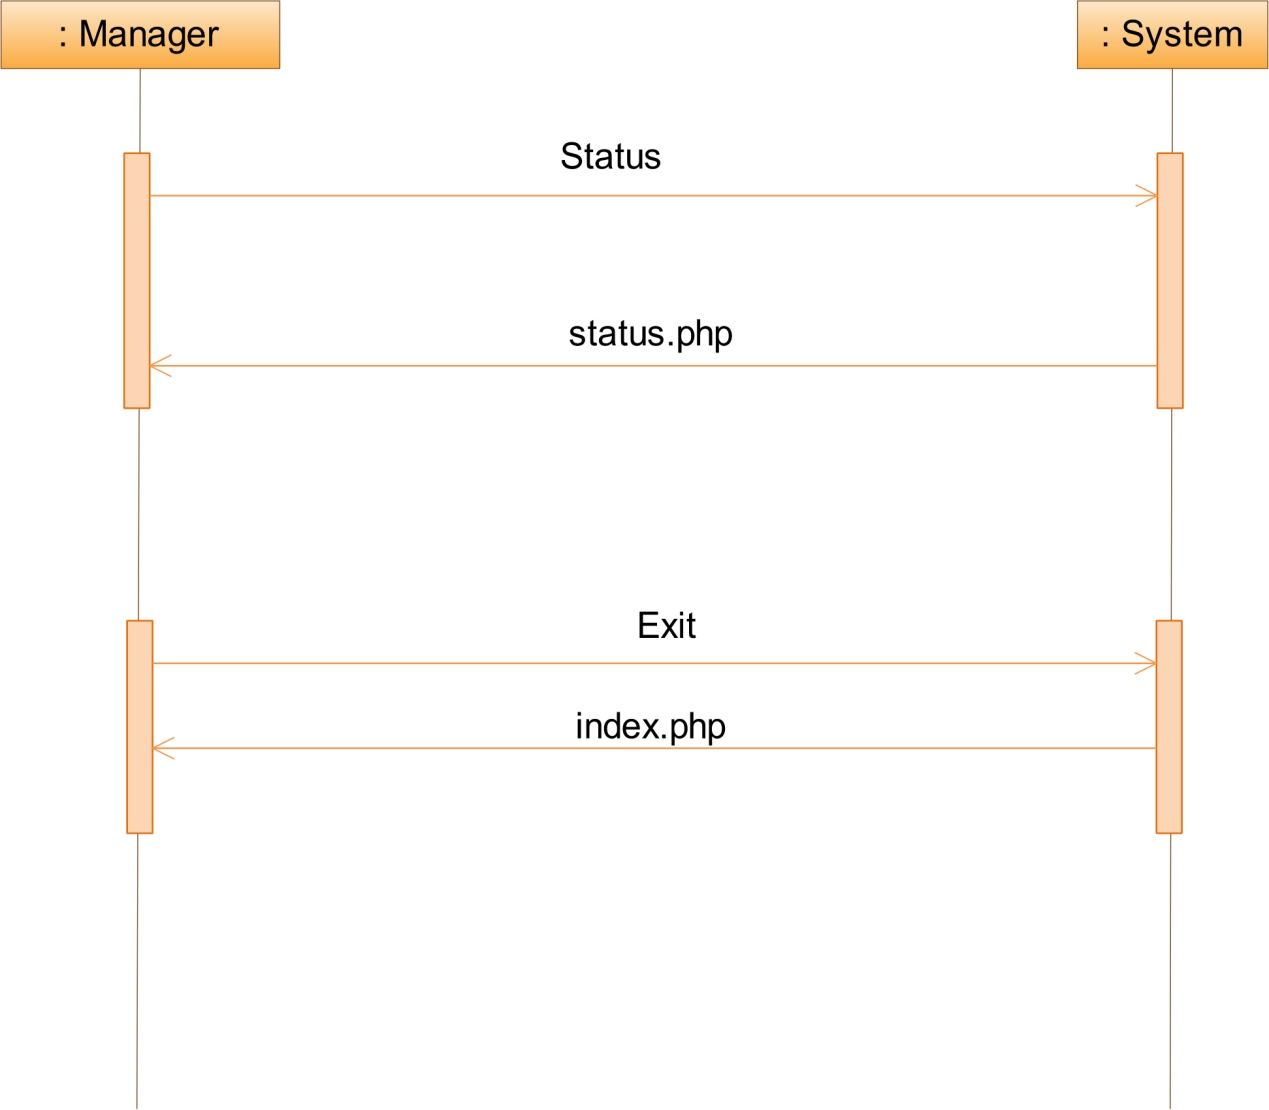 : Manager
: System
Status
status.php
Exit
index.php